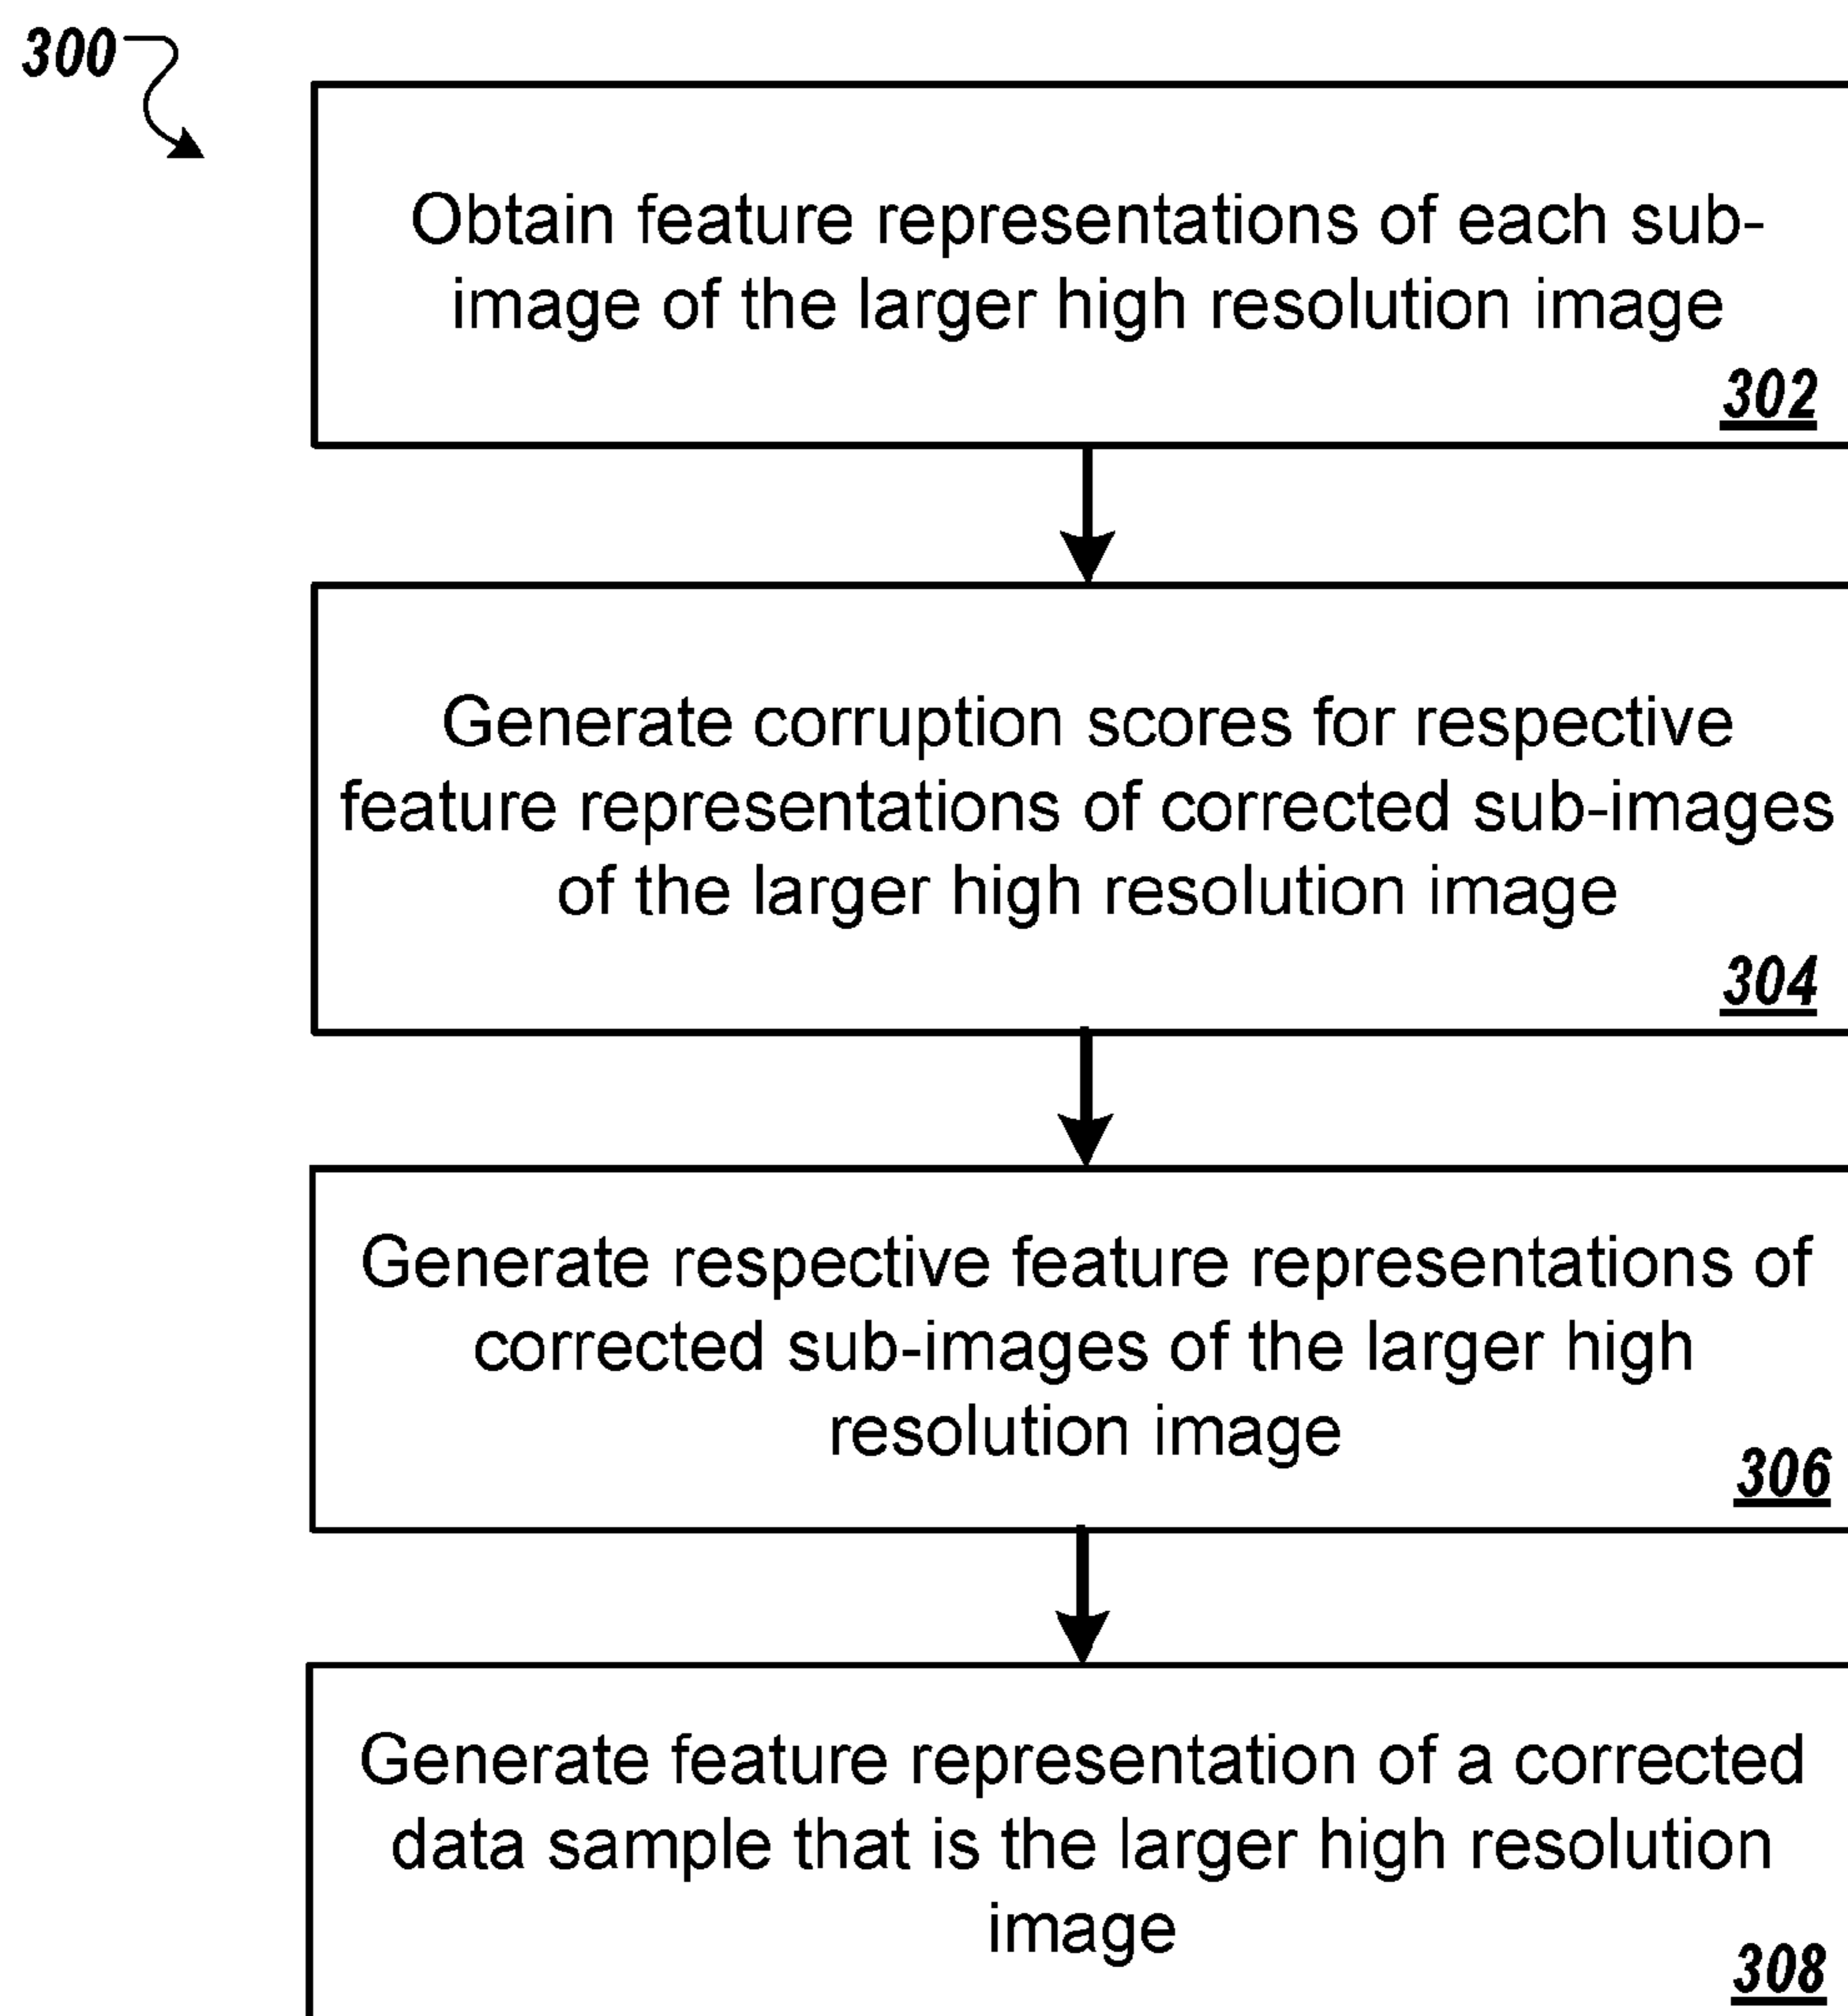 300
Obtain feature representations of each sub-
image of the larger high resolution image
302
Generate corruption scores for respective
feature representations of corrected sub-images
of the larger high resolution image
304
Generate respective feature representations of
corrected sub-images of the larger high
resolution image
306
Generate feature representation of a corrected
data sample that is the larger high resolution
image
308